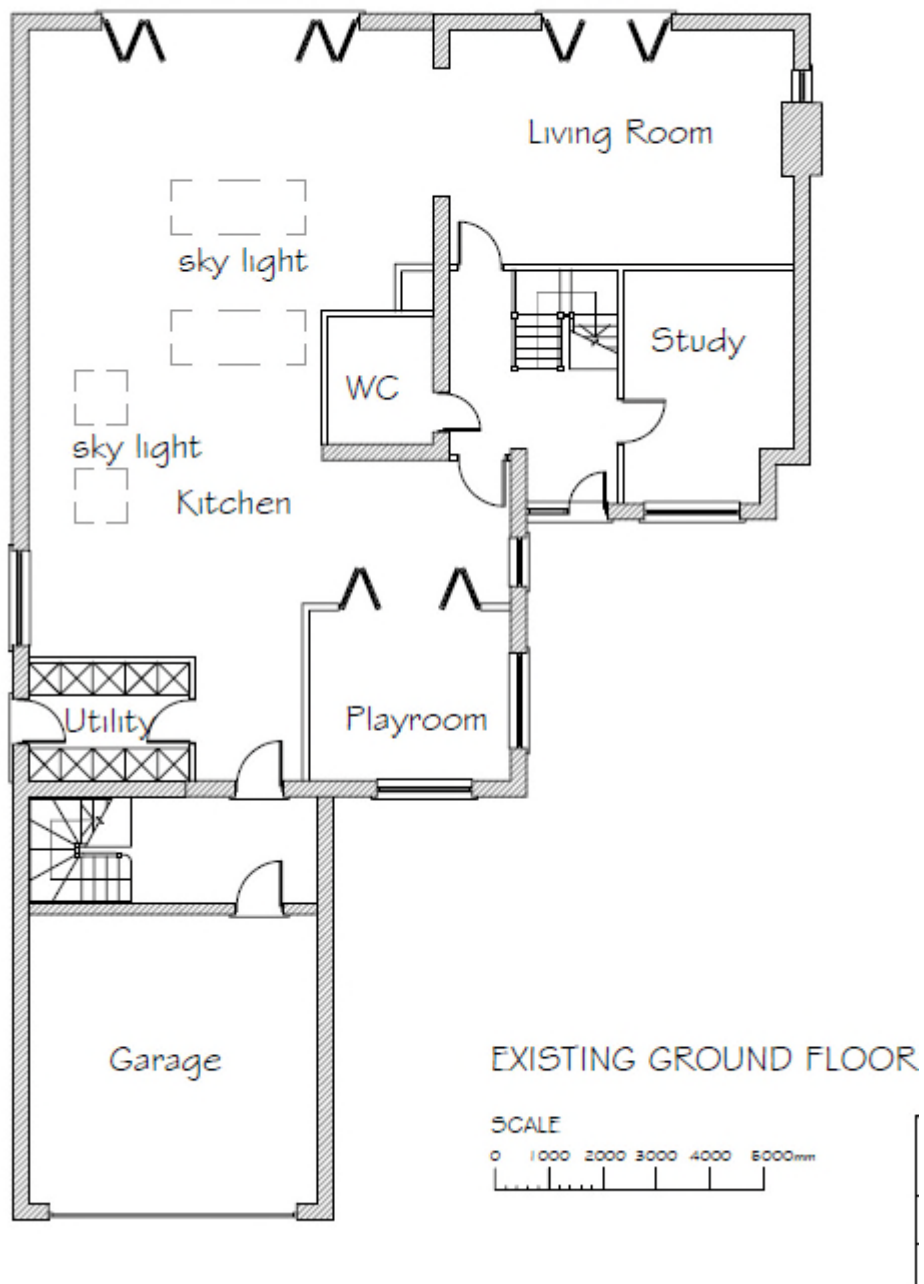 Living Room
sky light
Study
WC
sky light
Kitchen
Utility
Playroom
Garage
EXISTING GROUND FLOOR
SCALE
0 1000 2000 3000 4000 5000mm